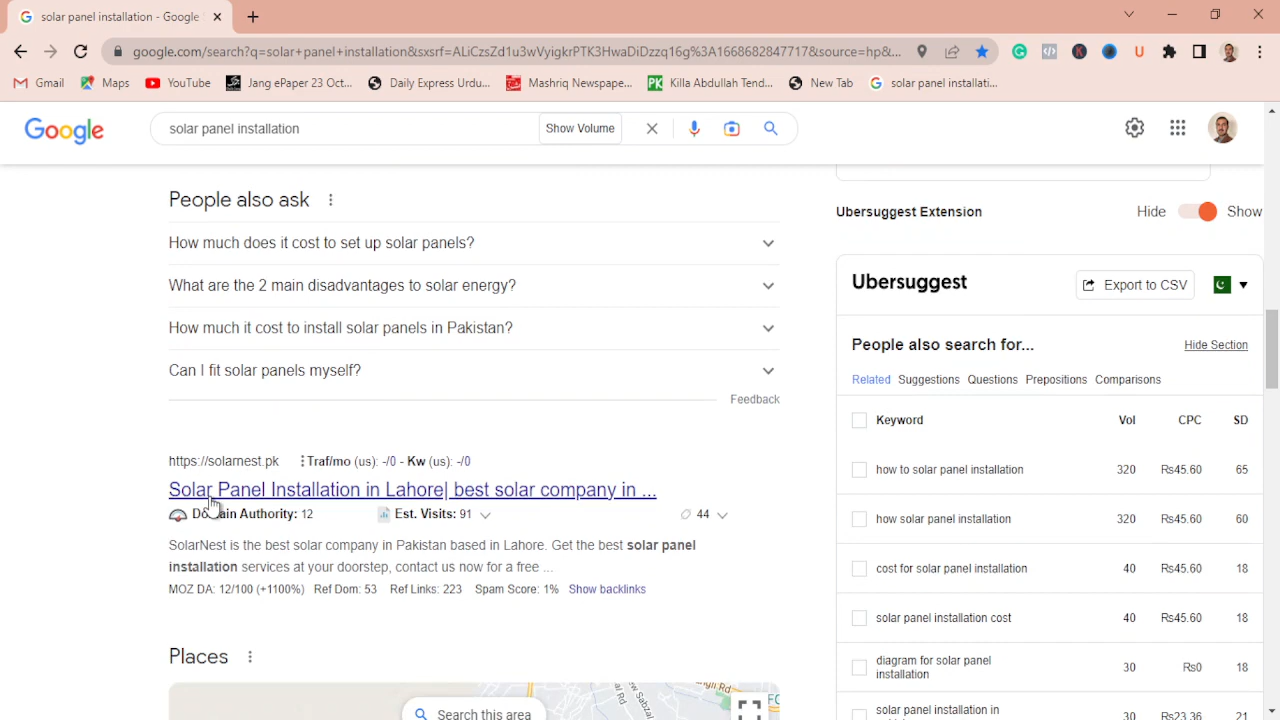 solar panel installation - Google
google.com/search?q=solar+panel+installation&sxsrf=ALiCzsZd1u3wVyigkrPTK3HwaDiDzzq16g%3A1668682847717&source=hp&...
Gmail
Maps
YouTube
Jang ePaper 23 Oct...
Daily Express Urdu...
Mashriq Newspape...
Killa Abdullah Tend...
New Tab
solar panel installati...
Google
solar panel installation
Show Volume
People also ask
How much does it cost to set up solar panels?
What are the 2 main disadvantages to solar energy?
How much it cost to install solar panels in Pakistan?
Can I fit solar panels myself?
Feedback
https://solarnest.pk
Traf/mo (us): -/0 - Kw (us): -/0
Solar Panel Installation in Lahore| best solar company in ...
Domain Authority: 12
Est. Visits: 91
44
SolarNest is the best solar company in Pakistan based in Lahore. Get the best solar panel
installation services at your doorstep, contact us now for a free ...
MOZ DA: 12/100 (+1100%) Ref Dom: 53 Ref Links: 223 Spam Score: 1% Show backlinks
Places
Search this area
Ubersuggest Extension
Hide
Show
Ubersuggest
Export to CSV
People also search for...
Hide Section
Related Suggestions Questions Prepositions Comparisons
Keyword Vol CPC SD
how to solar panel installation 320 Rs45.60 65
how solar panel installation 320 Rs45.60 60
cost for solar panel installation 40 Rs45.60 18
solar panel installation cost 40 Rs45.60 18
diagram for solar panel
installation 30 Rs0 18
solar panel installation in
30 Rs23.36 21